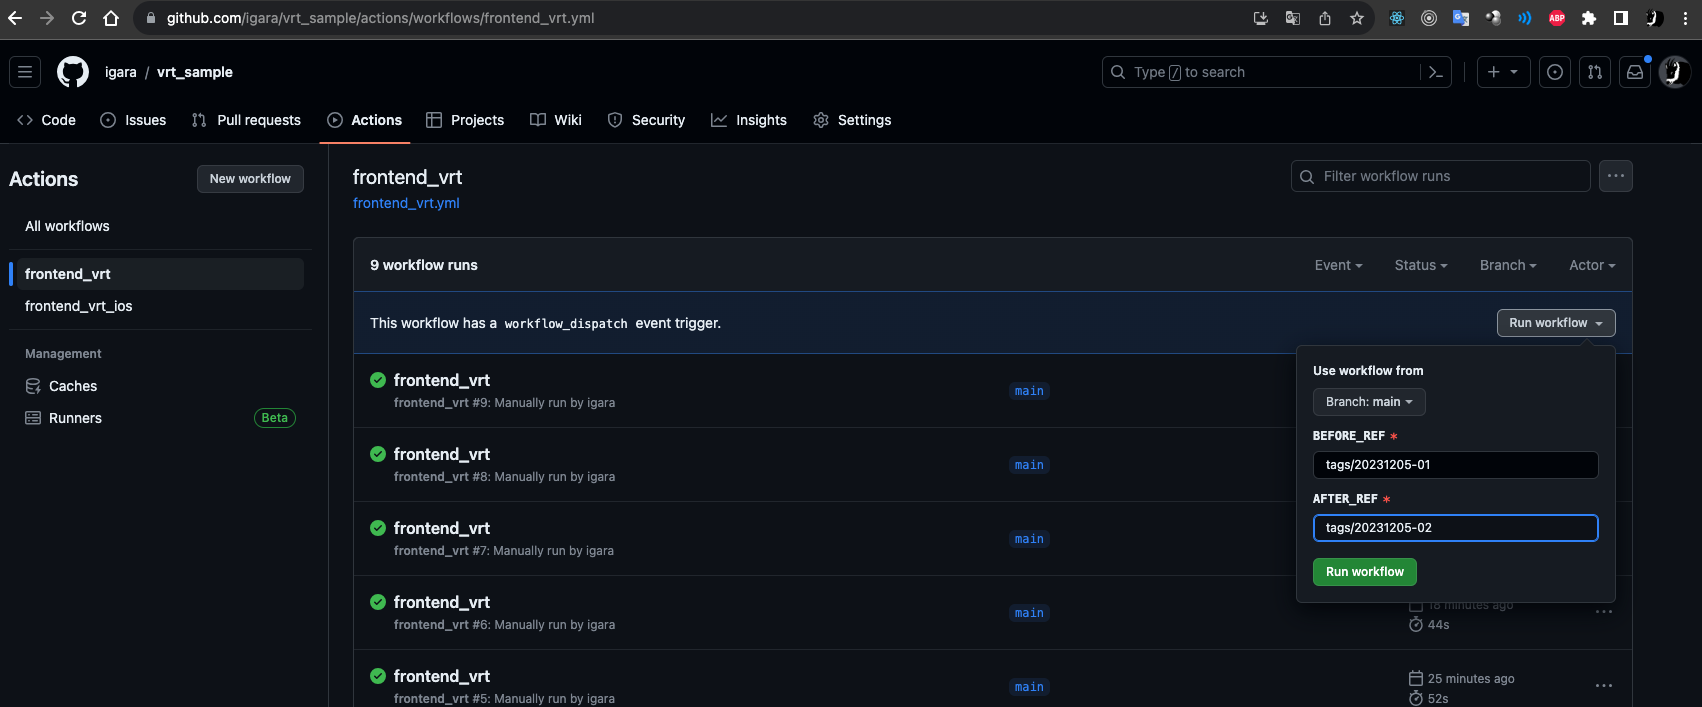 github.com/igara/vrt_sample/actions/workflows/frontend_vrt.yml
ABP
igara / vrt_sample
Type / to search
Code Issues Pull requests Actions Projects Wiki Security Insights Settings
Actions
New workflow
All workflows
frontend_vrt
frontend_vrt_ios
Management
Caches
Runners Beta
frontend_vrt
frontend_vrt.yml
Filter workflow runs
9 workflow runs
Event Status Branch Actor
This workflow has a workflow_dispatch event trigger.
Run workflow
Use workflow from
Branch: main
BEFORE_REF *
tags/20231205-01
AFTER_REF *
tags/20231205-02
Run workflow
frontend_vrt
frontend_vrt #9: Manually run by igara
main
frontend_vrt
frontend_vrt #8: Manually run by igara
main
frontend_vrt
frontend_vrt #7: Manually run by igara
main
frontend_vrt
frontend_vrt #6: Manually run by igara
main
18 minutes ago
44s
frontend_vrt
frontend_vrt #5: Manually run by igara
main
25 minutes ago
52s